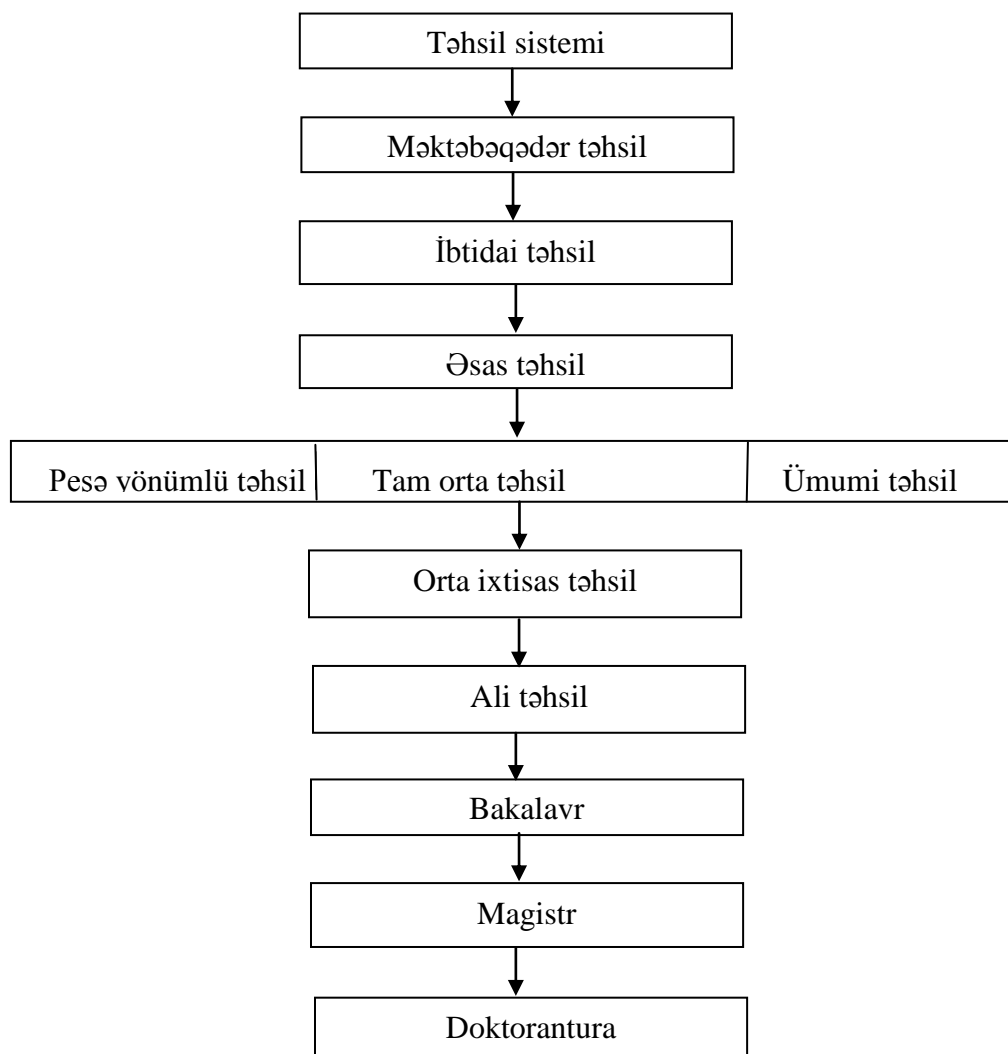 Təhsil sistemi
Məktəbəqədər təhsil
İbtidai təhsil
Əsas təhsil
Pesə yönümlü təhsil Tam orta təhsil Ümumi təhsil
Orta ixtisas təhsil
Ali təhsil
Bakalavr
Magistr
Doktorantura